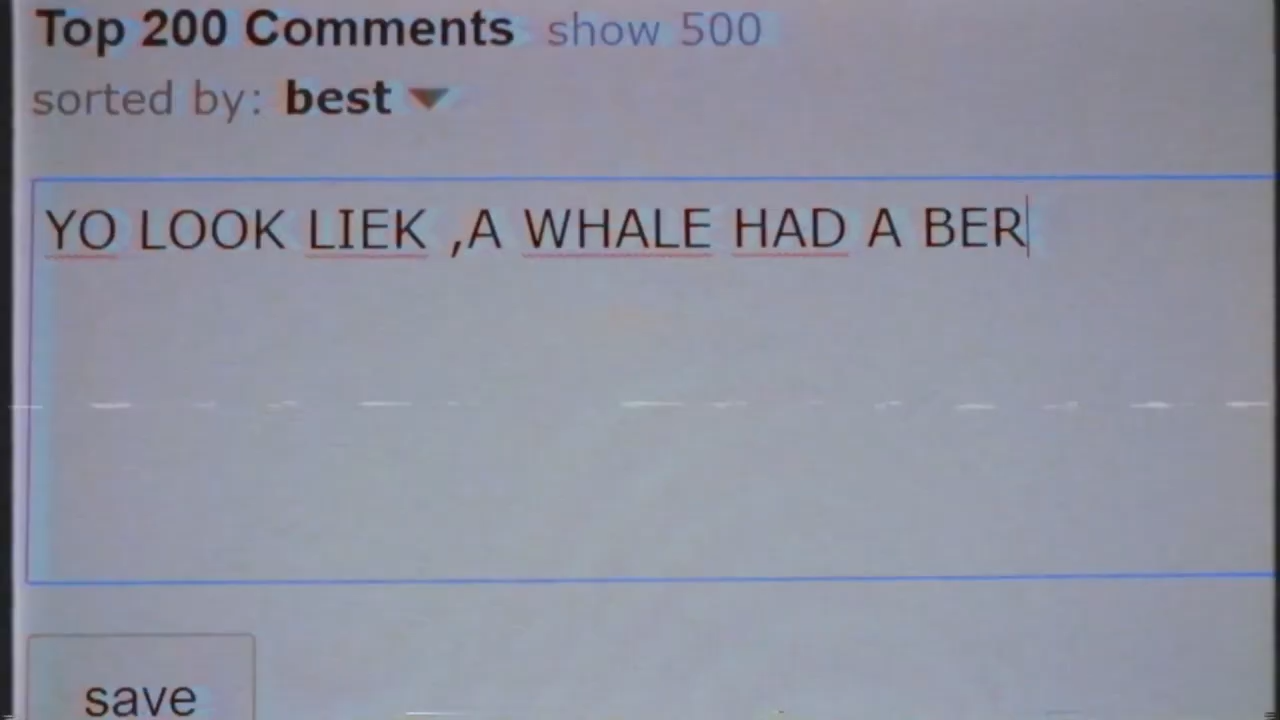 Top 200 Comments show 500
sorted by: best
YO LOOK LIEK ,A WHALE HAD A BER
save